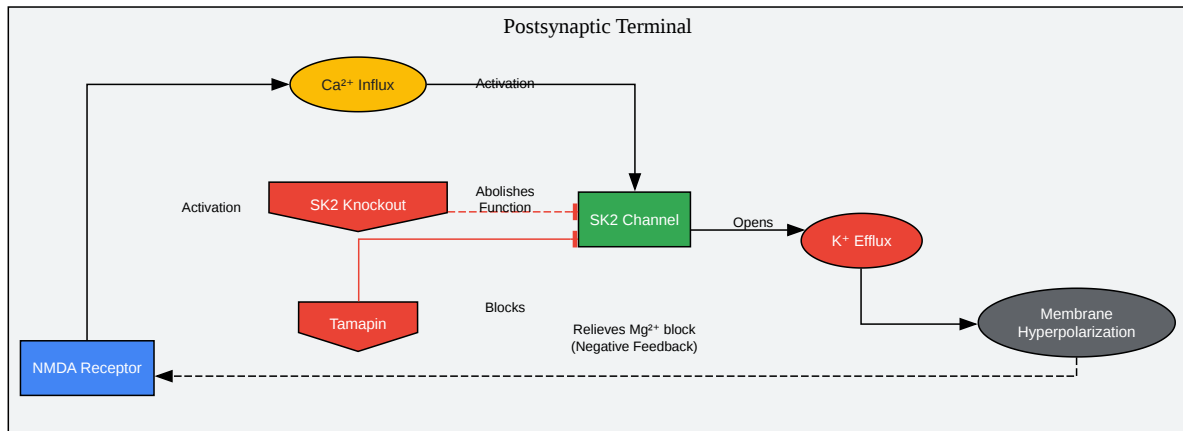 Postsynaptic Terminal
Ca²⁺ Influx
Activation
SK2 Knockout
Abolishes
Function
Activation
SK2 Channel
Opens
K⁺ Efflux
Tamapin
Blocks
Membrane
Hyperpolarization
Relieves Mg²⁺ block
(Negative Feedback)
NMDA Receptor